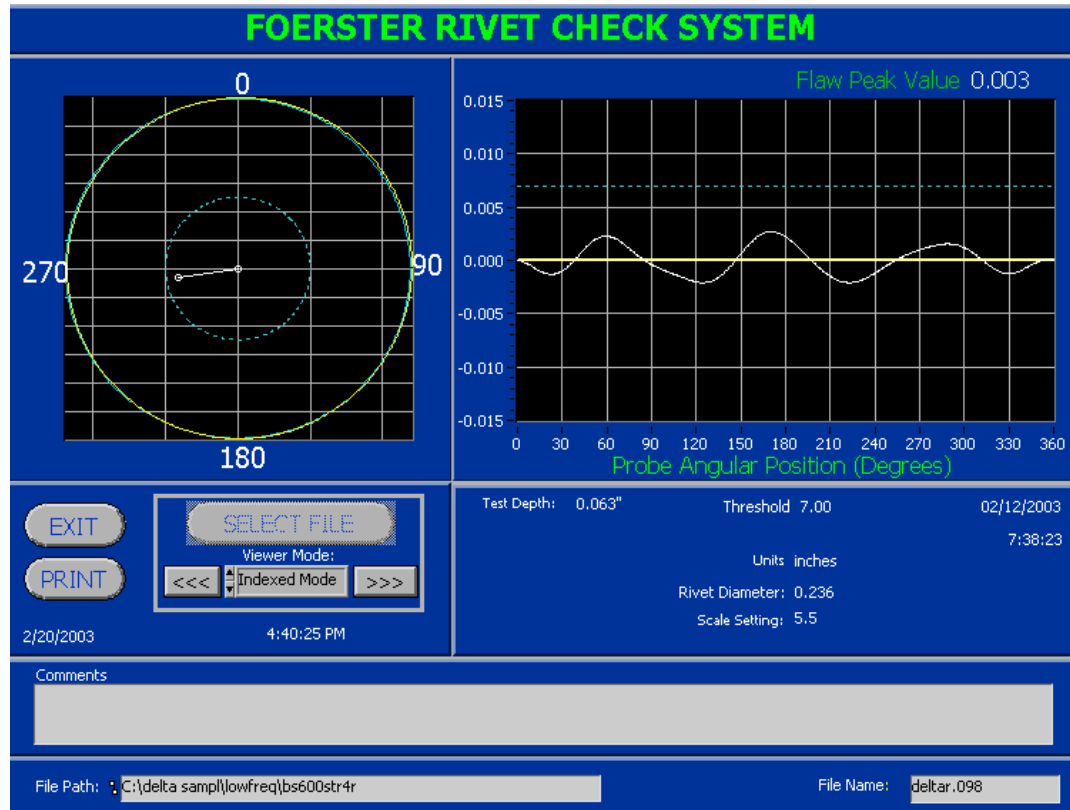 FOERSTER RIVET CHECK SYSTEM
0
270
90
180
Flaw Peak Value 0.003
0.015
0.010
0.005
0.000
-0.005
-0.010
-0.015
0 30 60 90 120 150 180 210 240 270 300 330 360
Probe Angular Position (Degrees)
EXIT
PRINT
SELECT FILE
Viewer Mode:
<<< Indexed Mode >>>
2/20/2003 4:40:25 PM
Test Depth: 0.063" Threshold 7.00 02/12/2003
7:38:23
Units inches
Rivet Diameter: 0.236
Scale Setting: 5.5
Comments
File Path: C:\delta sampl\lowfreq\bs600str4r
File Name: deltar.098